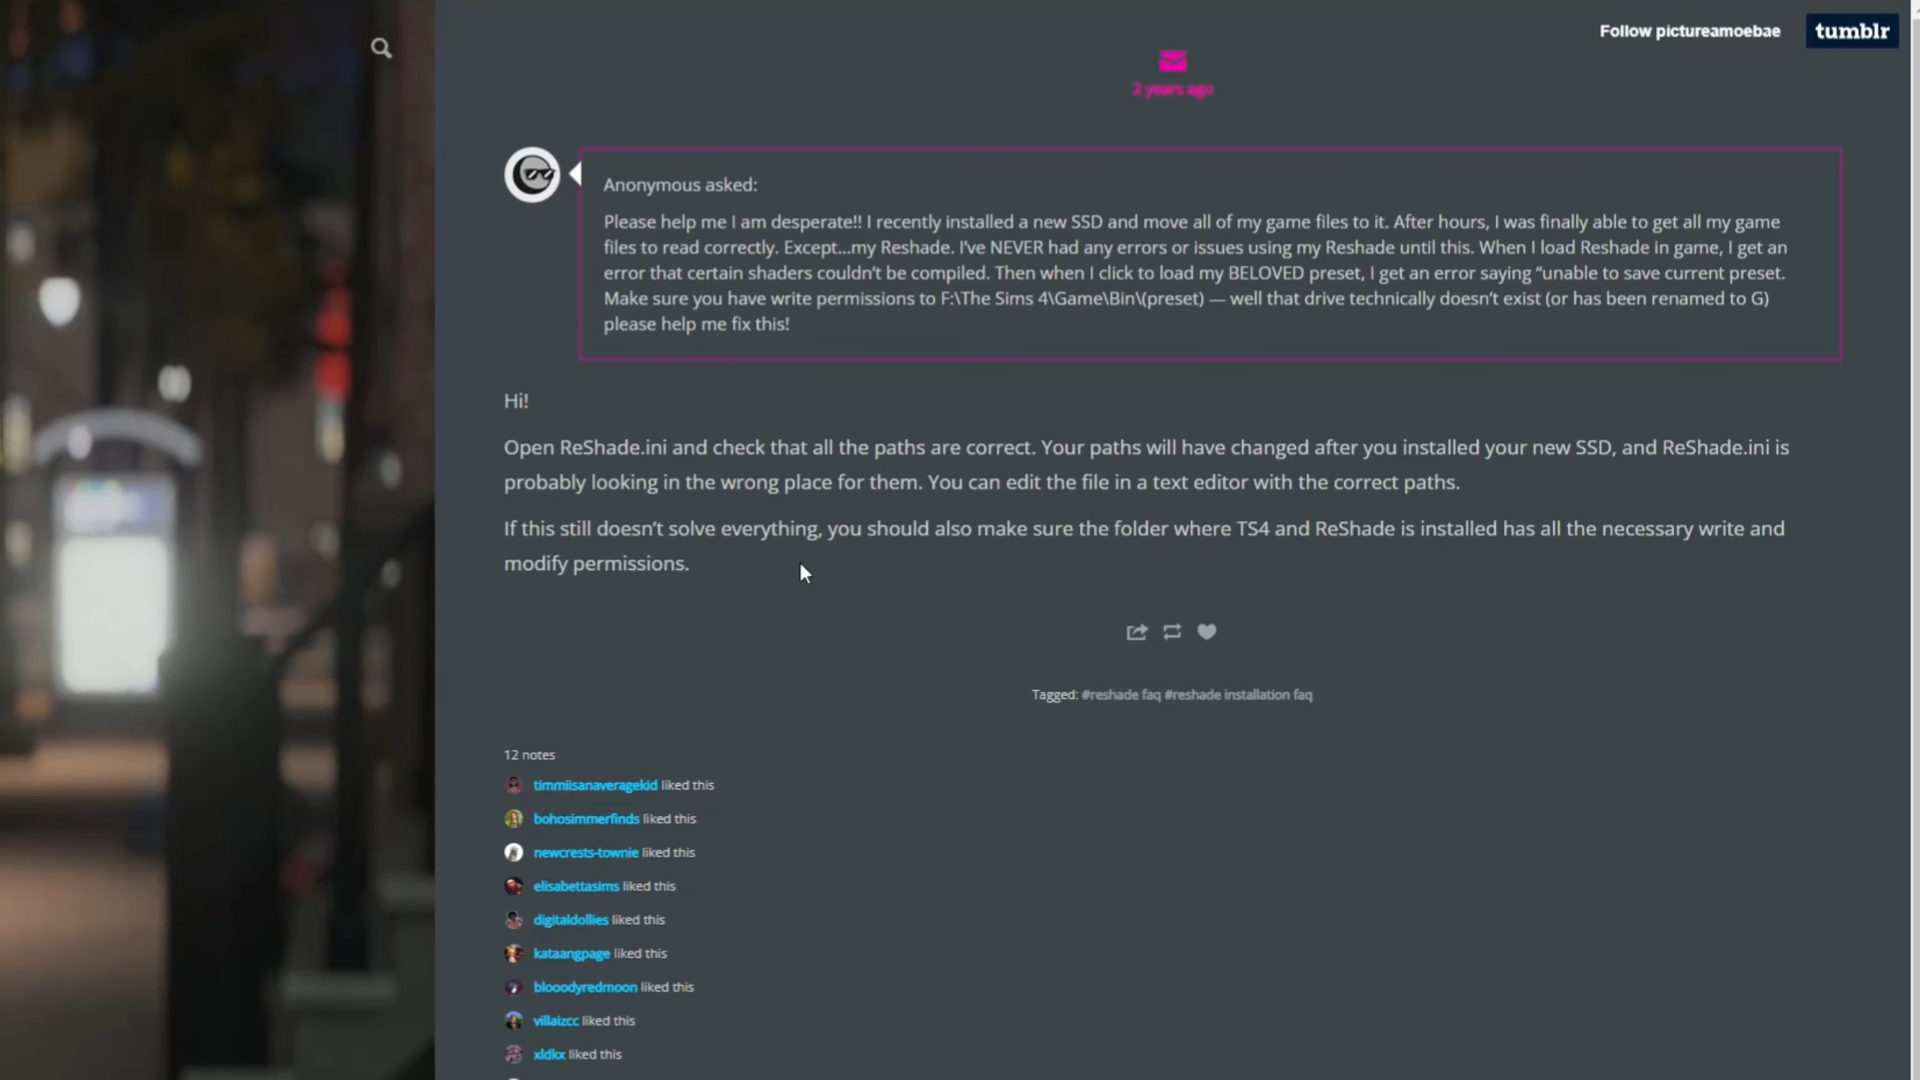 Follow pictureamoebae
tumblr
2 years ago
Anonymous asked:
Please help me I am desperate!! I recently installed a new SSD and move all of my game files to it. After hours, I was finally able to get all my game
files to read correctly. Except...my Reshade. I've NEVER had any errors or issues using my Reshade until this. When I load Reshade in game, I get an
error that certain shaders couldn't be compiled. Then when I click to load my BELOVED preset, I get an error saying “unable to save current preset.
Make sure you have write permissions to F:\The Sims 4\Game\Bin\(preset) — well that drive technically doesn't exist (or has been renamed to G)
please help me fix this!
Hi!
Open ReShade.ini and check that all the paths are correct. Your paths will have changed after you installed your new SSD, and ReShade.ini is
probably looking in the wrong place for them. You can edit the file in a text editor with the correct paths.
If this still doesn't solve everything, you should also make sure the folder where TS4 and ReShade is installed has all the necessary write and
modify permissions.
Tagged: #reshade faq #reshade installation faq
12 notes
timmiisanaveragekid liked this
bohosimmerfinds liked this
newcrests-townie liked this
elisabettasims liked this
digitaldollies liked this
kataangpage liked this
blooodyredmoon liked this
villaizcc liked this
xldkx liked this